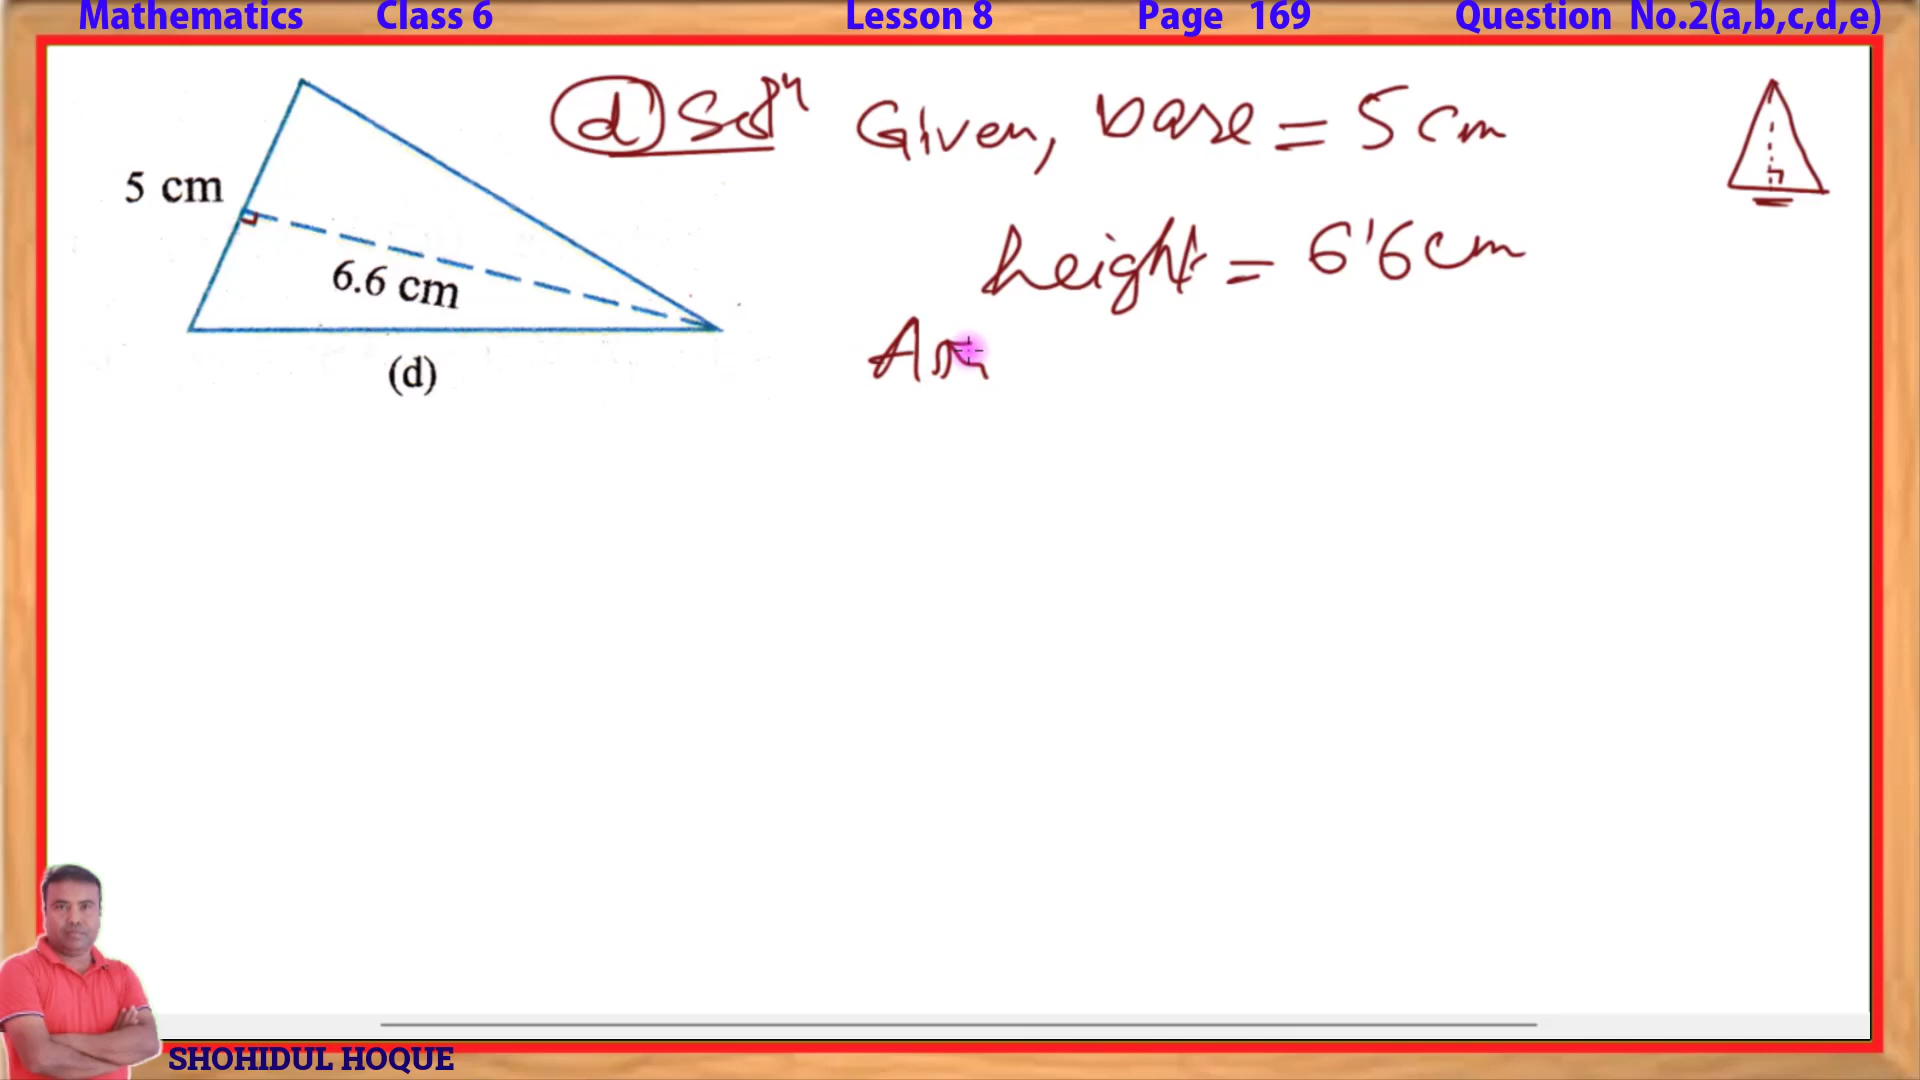 Mathematics Class 6 Lesson 8 Page 169 Question No.2(a,b,c,d,e)
(d) Solⁿ Given, base = 5 cm
5 cm
height = 6.6 cm
6.6 cm
(d)
SHOHIDUL HOQUE